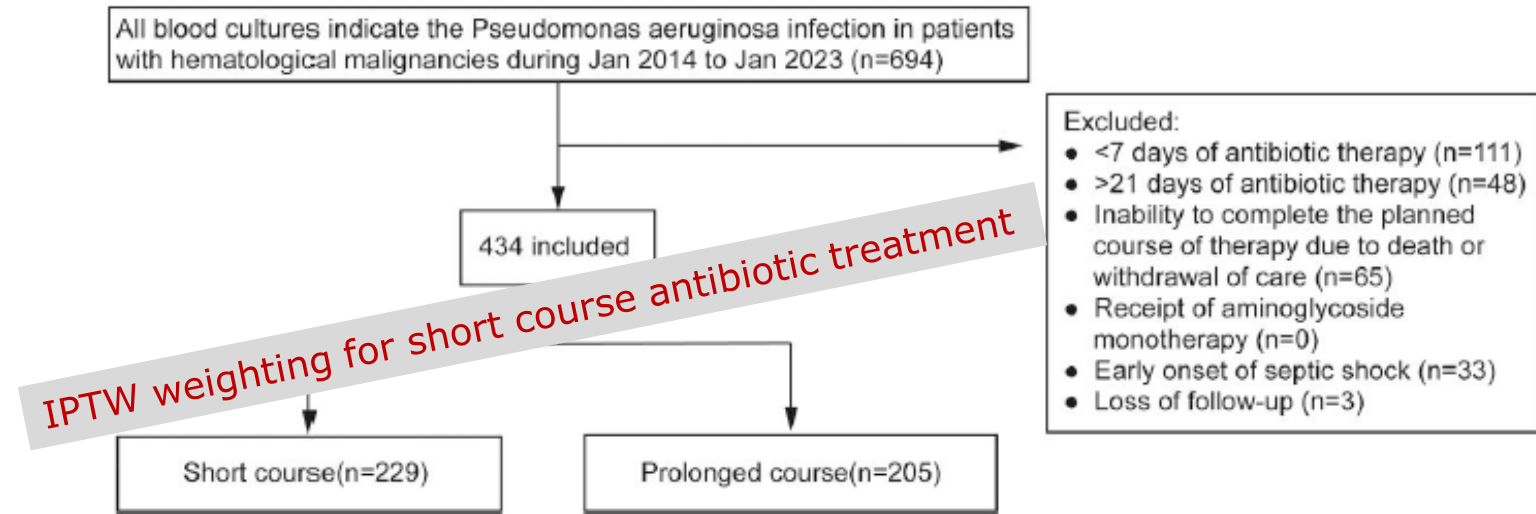 All blood cultures indicate the Pseudomonas aeruginosa infection in patients
with hematological malignancies during Jan 2014 to Jan 2023 (n=694)
Excluded:
● <7 days of antibiotic therapy (n=111)
● >21 days of antibiotic therapy (n=48)
● Inability to complete the planned
course of therapy due to death or
withdrawal of care (n=65)
● Receipt of aminoglycoside
monotherapy (n=0)
● Early onset of septic shock (n=33)
● Loss of follow-up (n=3)
434 included
IPTW weighting for short course antibiotic treatment
Short course(n=229)
Prolonged course(n=205)